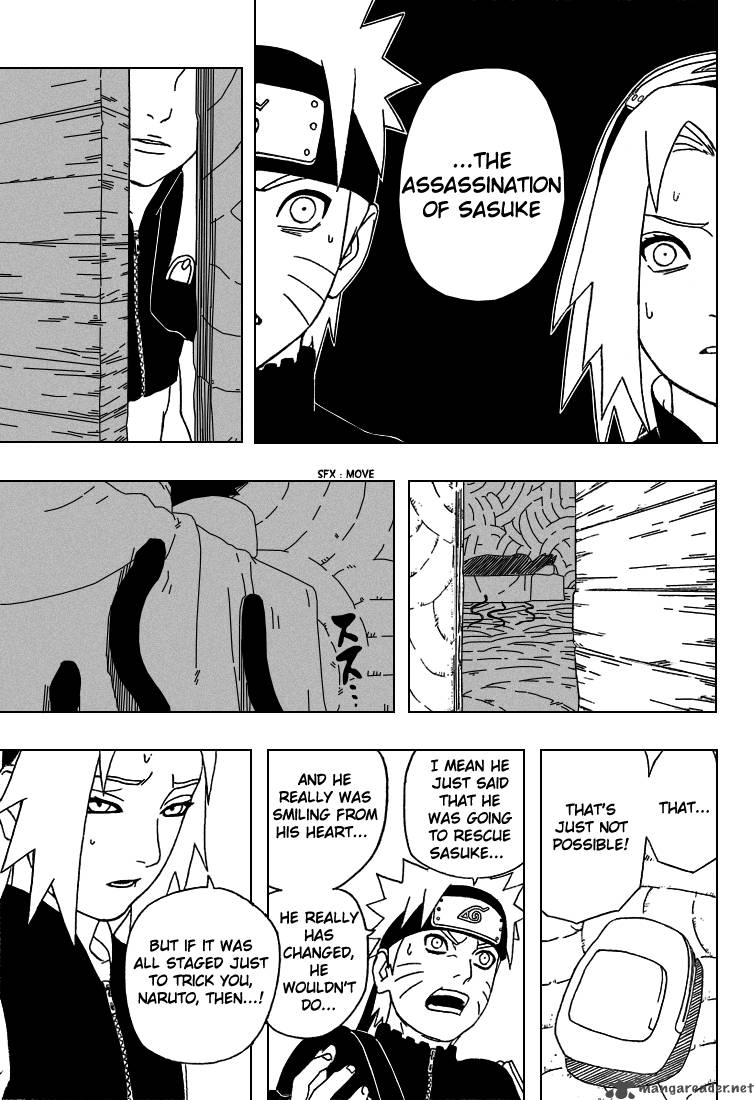 ...THE
ASSASSINATION
OF SASUKE
SFX : MOVE
スス...
THAT...
THAT'S
JUST NOT
POSSIBLE!
I MEAN HE
JUST SAID
THAT HE
WAS GOING
TO RESCUE
SASUKE...
AND HE
REALLY WAS
SMILING FROM
HIS HEART...
HE REALLY
HAS
CHANGED,
HE
WOULDN'T
DO...
BUT IF IT WAS
ALL STAGED JUST
TO TRICK YOU,
NARUTO, THEN...!
mangareader.net